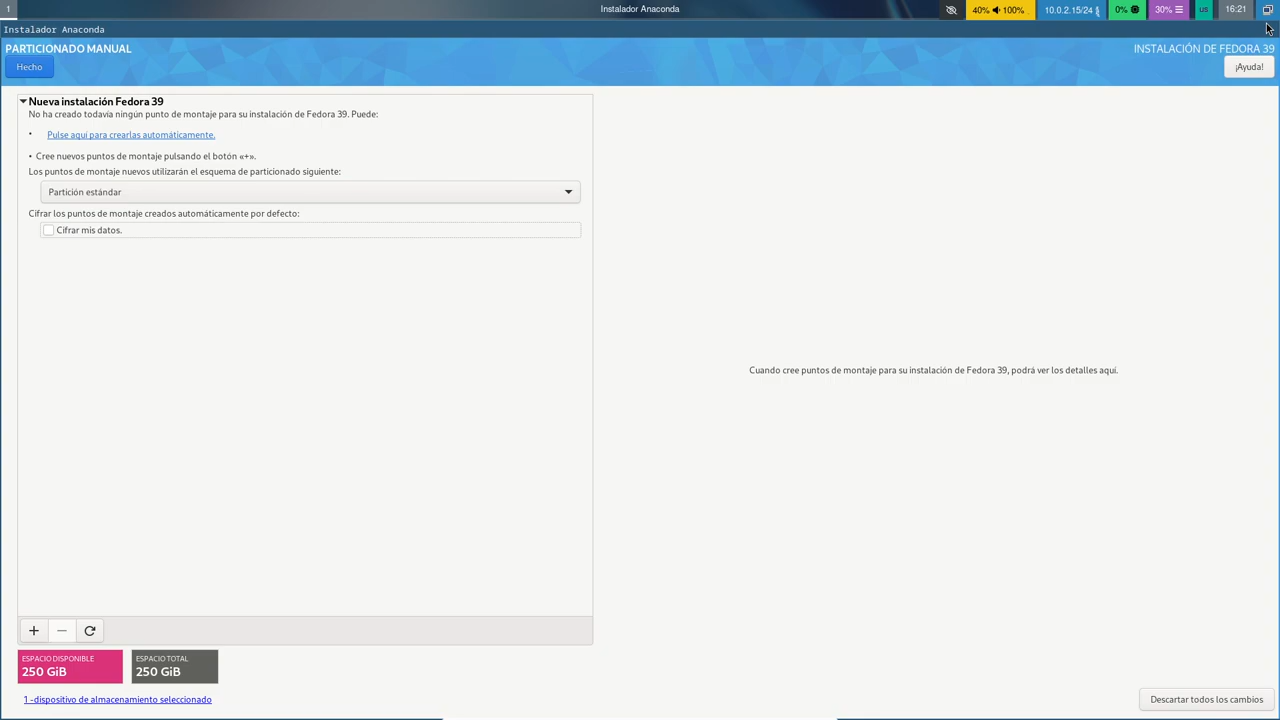 1
Instalador Anaconda
40% 100%
10.0.2.15/24
0%
30%
us
16:21
Instalador Anaconda
PARTICIONADO MANUAL
INSTALACIÓN DE FEDORA 39
Hecho
¡Ayuda!
Nueva instalación Fedora 39
No ha creado todavía ningún punto de montaje para su instalación de Fedora 39. Puede:
• Pulse aquí para crearlas automáticamente.
• Cree nuevos puntos de montaje pulsando el botón «+».
Los puntos de montaje nuevos utilizarán el esquema de particionado siguiente:
Partición estándar
Cifrar los puntos de montaje creados automáticamente por defecto:
Cifrar mis datos.
Cuando cree puntos de montaje para su instalación de Fedora 39, podrá ver los detalles aquí.
ESPACIO DISPONIBLE
250 GiB
ESPACIO TOTAL
250 GiB
1 -dispositivo de almacenamiento seleccionado
Descartar todos los cambios